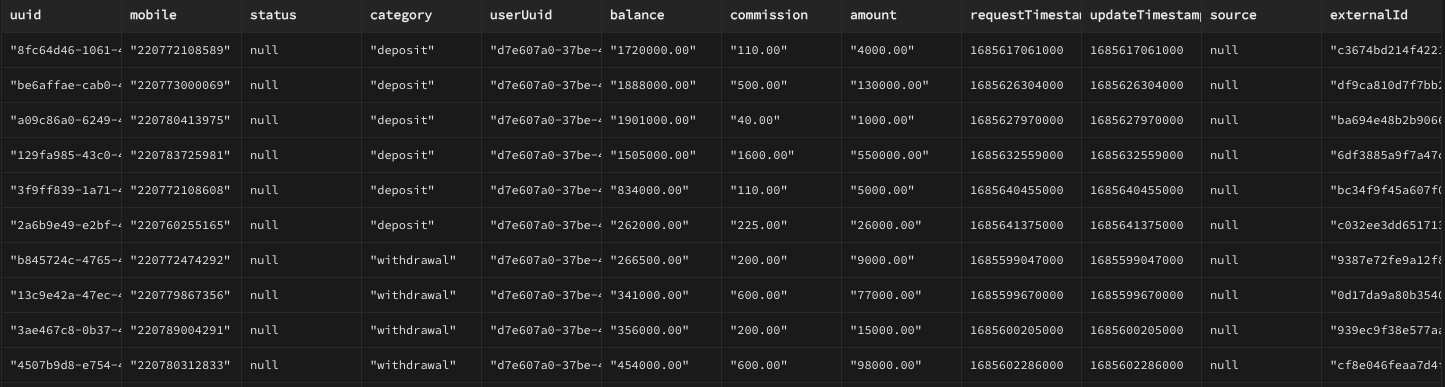 uuid mobile status category userUuid balance commission amount requestTimestam updateTimestamp source externalId
"8fc64d46-1061-4 "220772108589" null "deposit" "d7e607a0-37be-4 "1720000.00" "110.00" "4000.00" 1685617061000 1685617061000 null "c3674bd214f4221
"be6affae-cab0-4 "220773000069" null "deposit" "d7e607a0-37be-4 "1888000.00" "500.00" "130000.00" 1685626304000 1685626304000 null "df9ca810d7f7bb2
"a09c86a0-6249-4 "220780413975" null "deposit" "d7e607a0-37be-4 "1901000.00" "40.00" "1000.00" 1685627970000 1685627970000 null "ba694e48b2b9066
"129fa985-43c0-4 "220783725981" null "deposit" "d7e607a0-37be-4 "1505000.00" "1600.00" "550000.00" 1685632559000 1685632559000 null "6df3885a9f7a47c
"3f9ff839-1a71-4 "220772108608" null "deposit" "d7e607a0-37be-4 "834000.00" "110.00" "5000.00" 1685640455000 1685640455000 null "bc34f9f45a607f0
"2a6b9e49-e2bf-4 "220760255165" null "deposit" "d7e607a0-37be-4 "262000.00" "225.00" "26000.00" 1685641375000 1685641375000 null "c032ee3dd651713
"b845724c-4765-4 "220772474292" null "withdrawal" "d7e607a0-37be-4 "266500.00" "200.00" "9000.00" 1685599047000 1685599047000 null "9387e72fe9a12f8
"13c9e42a-47ec-4 "220779867356" null "withdrawal" "d7e607a0-37be-4 "341000.00" "600.00" "77000.00" 1685599670000 1685599670000 null "0d17da9a80b3540
"3ae467c8-0b37-4 "220789004291" null "withdrawal" "d7e607a0-37be-4 "356000.00" "200.00" "15000.00" 1685600205000 1685600205000 null "939ec9f38e577aa
"4507b9d8-e754-4 "220780312833" null "withdrawal" "d7e607a0-37be-4 "454000.00" "600.00" "98000.00" 1685602286000 1685602286000 null "cf8e046feaa7d4